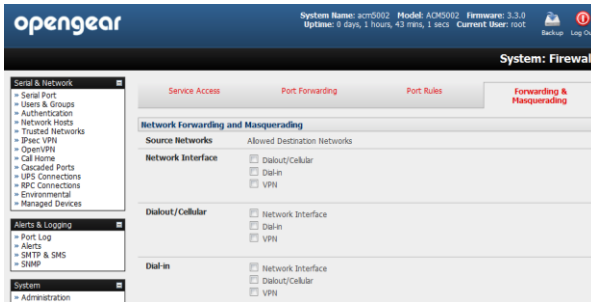 opengear
System Name: acm5002 Model: ACM5002 Firmware: 3.3.0
Uptime: 0 days, 1 hours, 43 mins, 1 secs Current User: root
Backup Log Ou
System: Firewal
Serial & Network
» Serial Port
» Users & Groups
» Authentication
» Network Hosts
» Trusted Networks
» IPsec VPN
» OpenVPN
» Call Home
» Cascaded Ports
» UPS Connections
» RPC Connections
» Environmental
» Managed Devices
Alerts & Logging
» Port Log
» Alerts
» SMTP & SMS
» SNMP
System
» Administration
Service Access
Port Forwarding
Port Rules
Forwarding &
Masquerading
Network Forwarding and Masquerading
Source Networks Allowed Destination Networks
Network Interface Dialout/Cellular
Dial-in
VPN
Dialout/Cellular Network Interface
Dial-in
VPN
Dial-in Network Interface
Dialout/Cellular
VPN